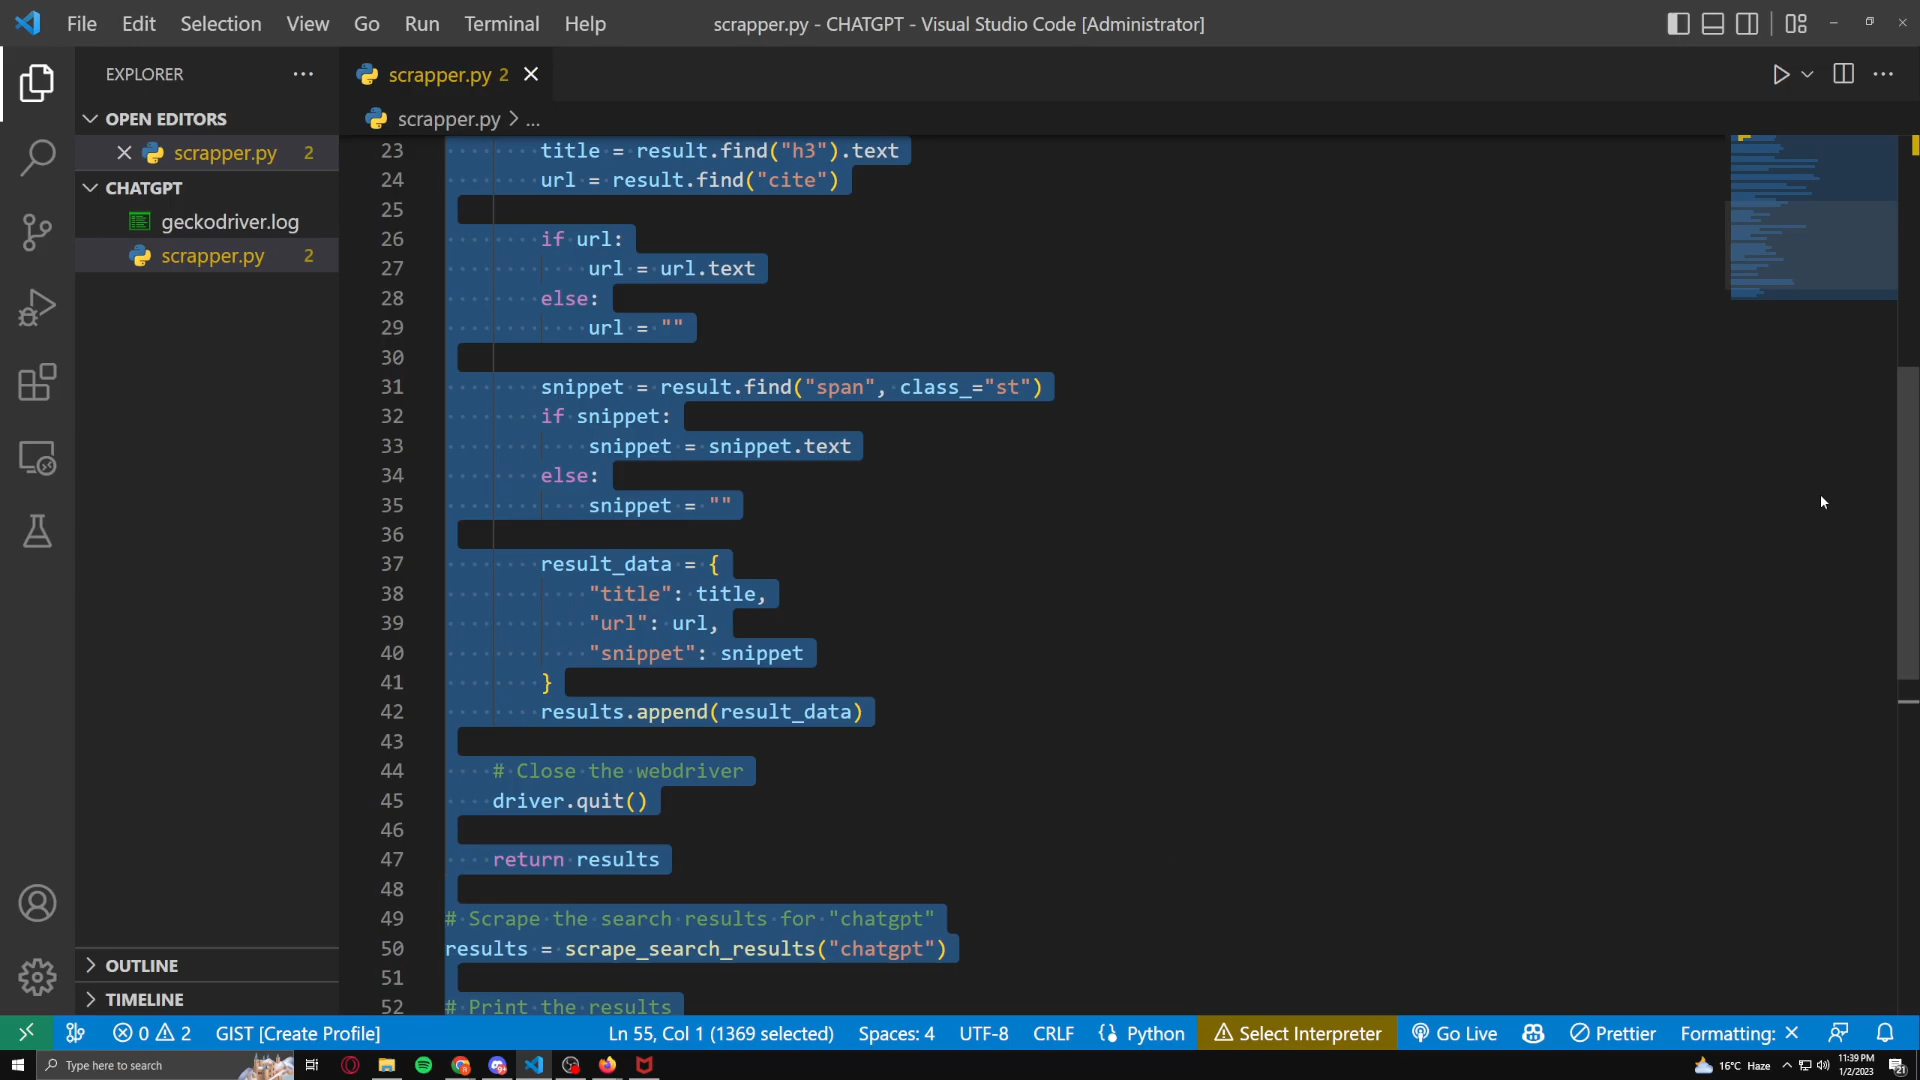 File Edit Selection View Go Run Terminal Help
scrapper.py - CHATGPT - Visual Studio Code [Administrator]
EXPLORER
OPEN EDITORS
scrapper.py 2
CHATGPT
geckodriver.log
scrapper.py 2
OUTLINE
TIMELINE
scrapper.py 2
scrapper.py > ...
23 title = result.find("h3").text
24 url = result.find("cite")
25
26 if url:
27 url = url.text
28 else:
29 url = ""
30
31 snippet = result.find("span", class_="st")
32 if snippet:
33 snippet = snippet.text
34 else:
35 snippet = ""
36
37 result_data = {
38 "title": title,
39 "url": url,
40 "snippet": snippet
41 }
42 results.append(result_data)
43
44 # Close the webdriver
45 driver.quit()
46
47 return results
48
49 # Scrape the search results for "chatgpt"
50 results = scrape_search_results("chatgpt")
51
52 # Print the results
0 2 GIST [Create Profile] Ln 55, Col 1 (1369 selected) Spaces: 4 UTF-8 CRLF Python Select Interpreter Go Live Prettier Formatting: ×
Type here to search
16°C Haze
11:39 PM
1/2/2023
21